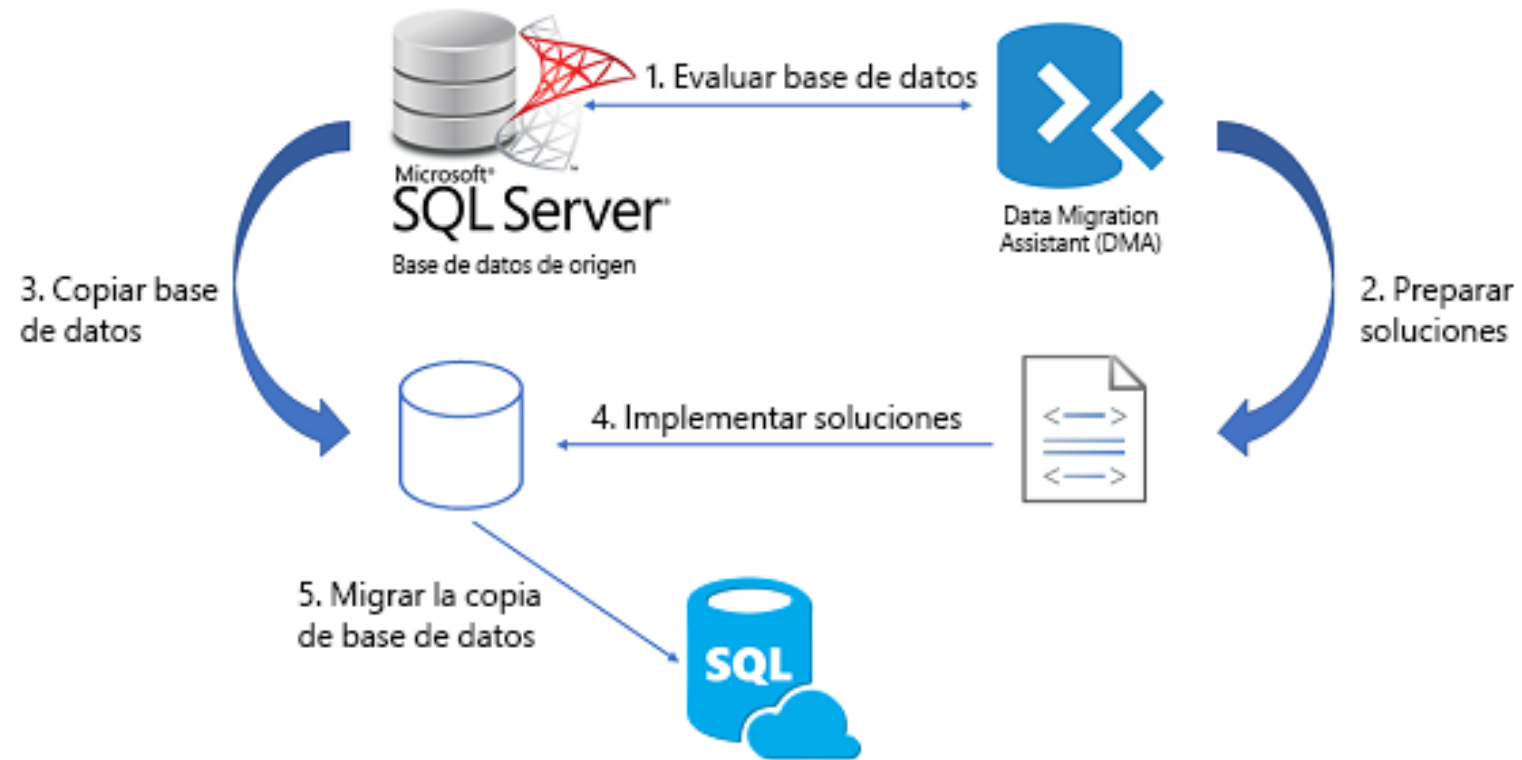 1. Evaluar base de datos
Microsoft®
SQL Server®
Base de datos de origen
Data Migration
Assistant (DMA)
3. Copiar base
de datos
2. Preparar
soluciones
4. Implementar soluciones
<—>
<—>
5. Migrar la copia
de base de datos
SQL